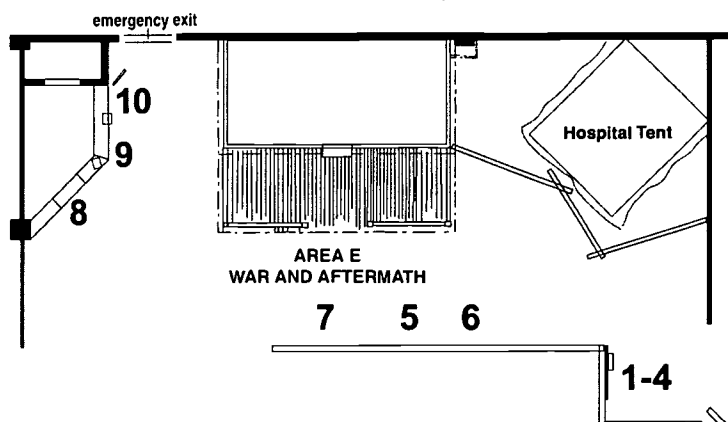 emergency exit
10
Hospital Tent
9
8
AREA E
WAR AND AFTERMATH
7 5 6
1-4